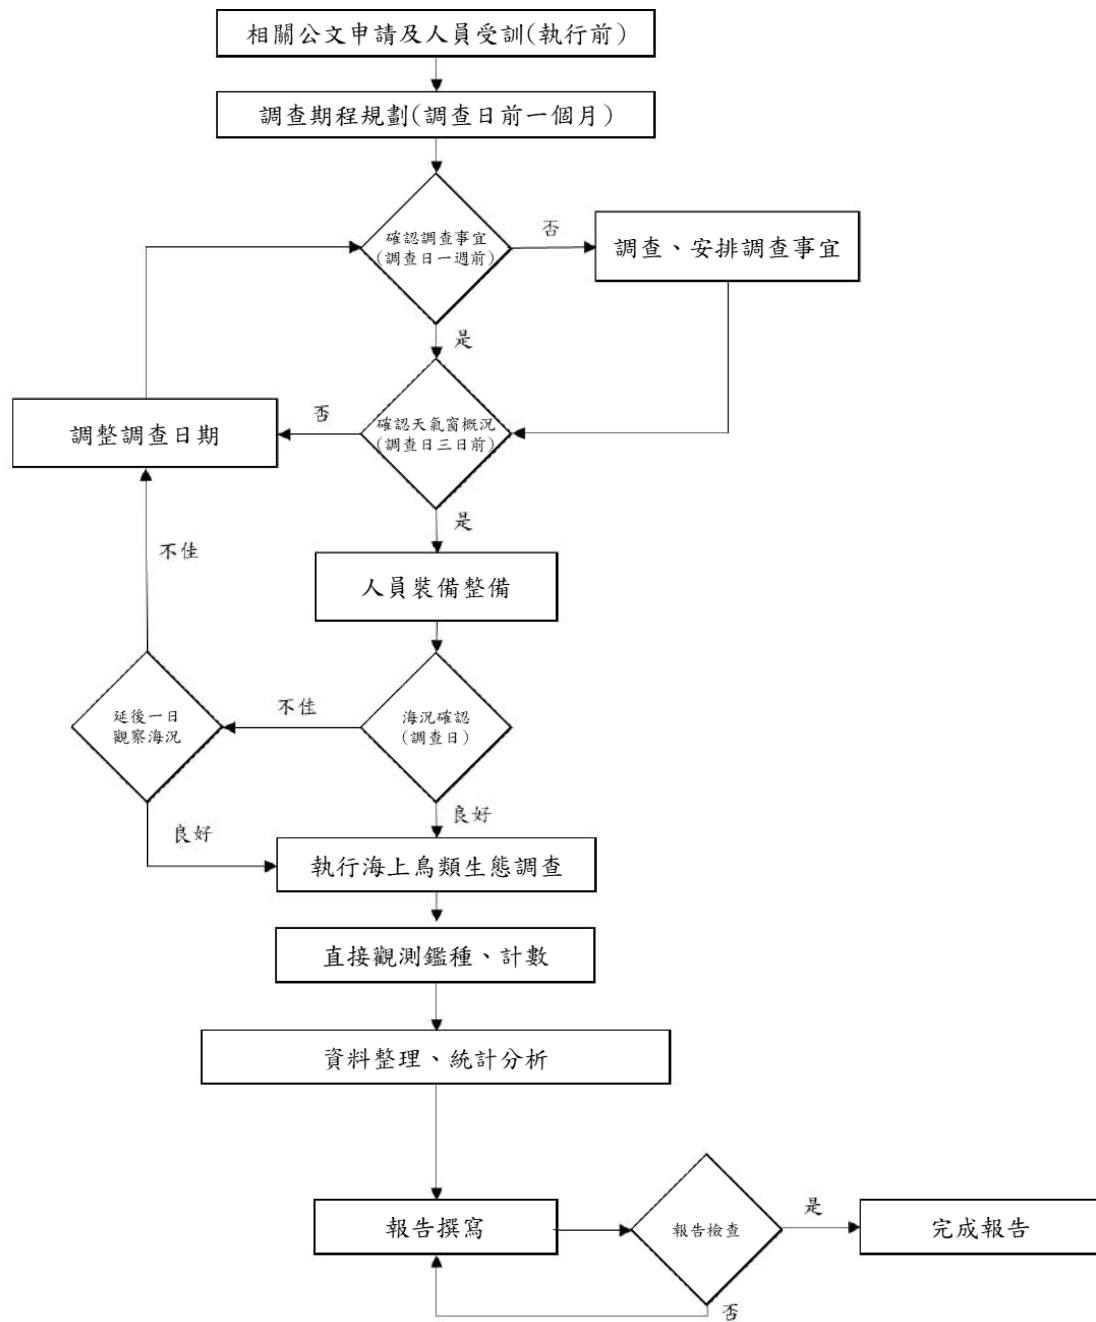 相關公文申請及人員受訓(執行前)
調查期程規劃(調查日前一個月)
確認調查事宜
(調查日一週前)
否
調查、安排調查事宜
是
調整調查日期
否
確認天氣窗概況
(調查日三日前)
是
不佳
人員裝備整備
延後一日
觀察海況
不佳
海況確認
(調查日)
良好
良好
執行海上鳥類生態調查
直接觀測鑑種、計數
資料整理、統計分析
報告撰寫
報告檢查
是
完成報告
否